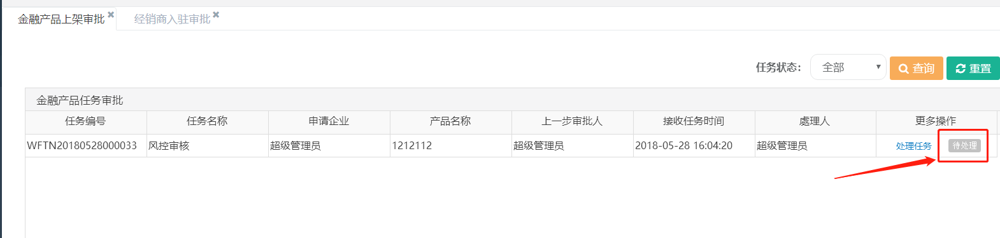 金融产品上架审批 经销商入驻审批
任务状态： 全部 查询 重置
金融产品任务审批
任务编号 任务名称 申请企业 产品名称 上一步审批人 接收任务时间 處理人 更多操作
WFTN20180528000033 风控审核 超级管理员 1212112 超级管理员 2018-05-28 16:04:20 超级管理员 处理任务 待处理